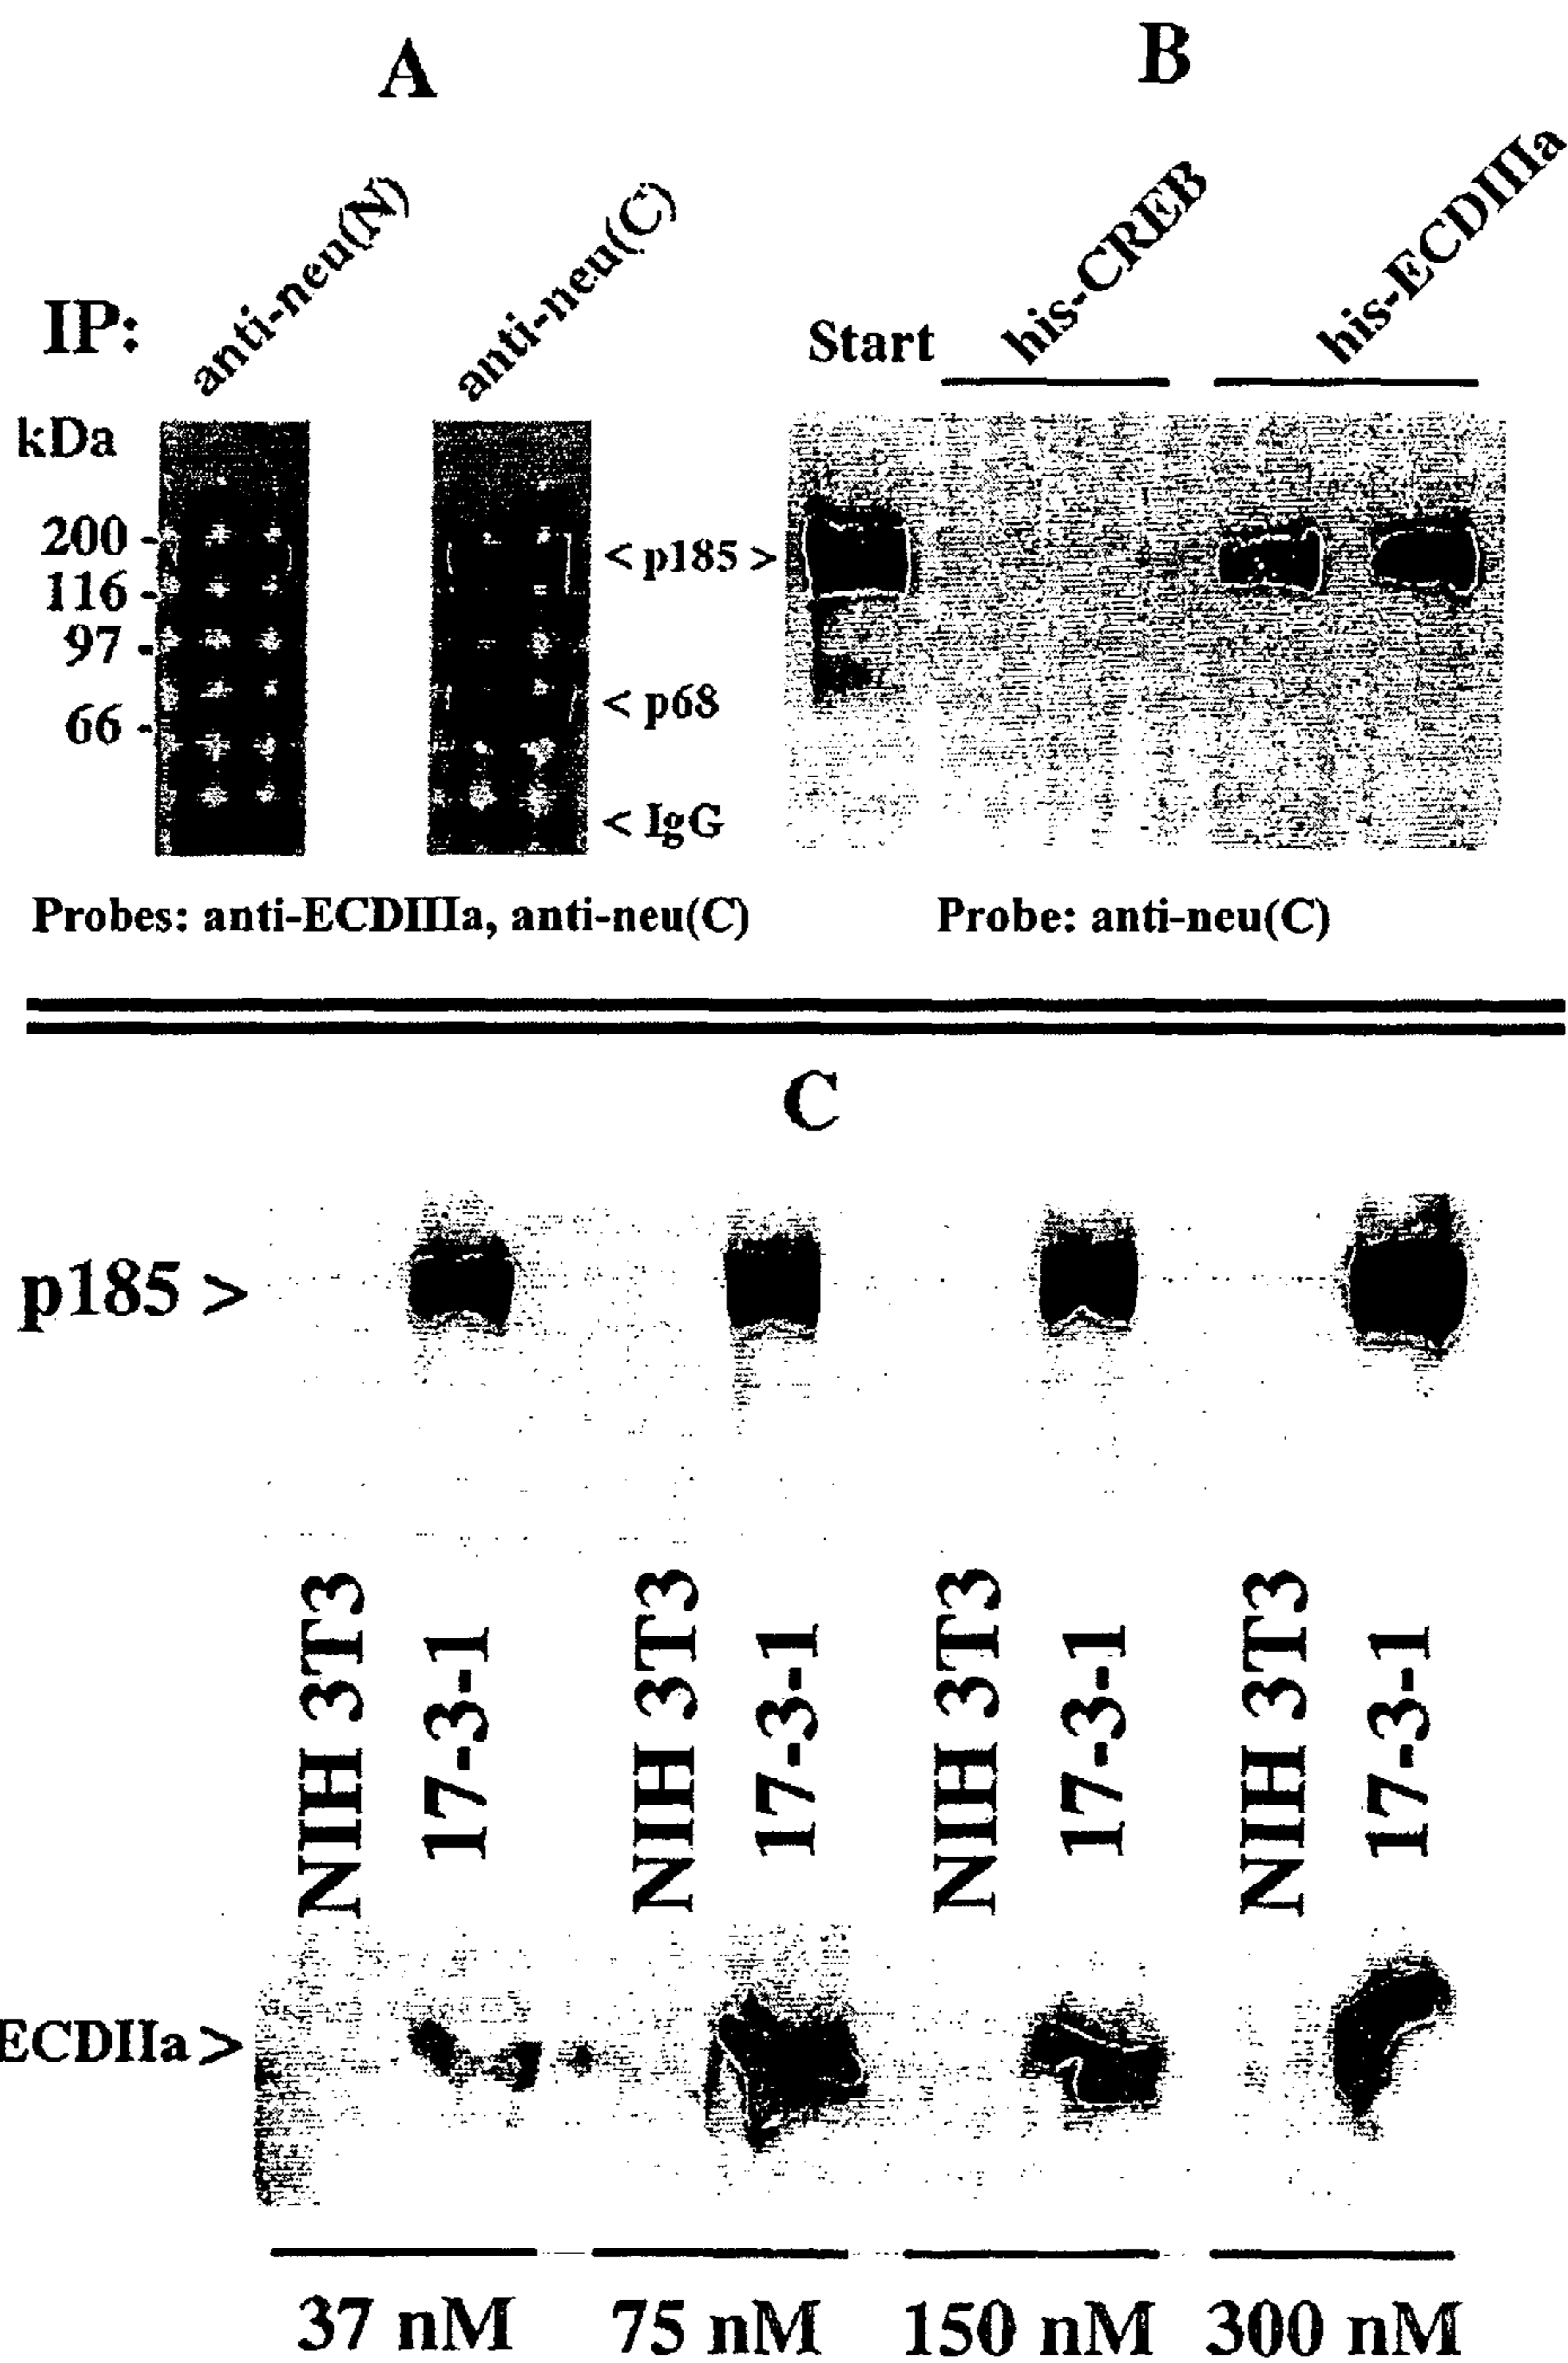 A
B
IP:
anti-neu(N)
anti-neu(C)
Start
his-CREB
his-ECDIIIa
kDa
200 -
116 -
97 -
66 -
< p185 >
< p68
< IgG
Probes: anti-ECDIIIa, anti-neu(C)
Probe: anti-neu(C)
C
p185 >
NIH 3T3
17-3-1
NIH 3T3
17-3-1
NIH 3T3
17-3-1
NIH 3T3
17-3-1
ECDIIa >
37 nM
75 nM
150 nM
300 nM